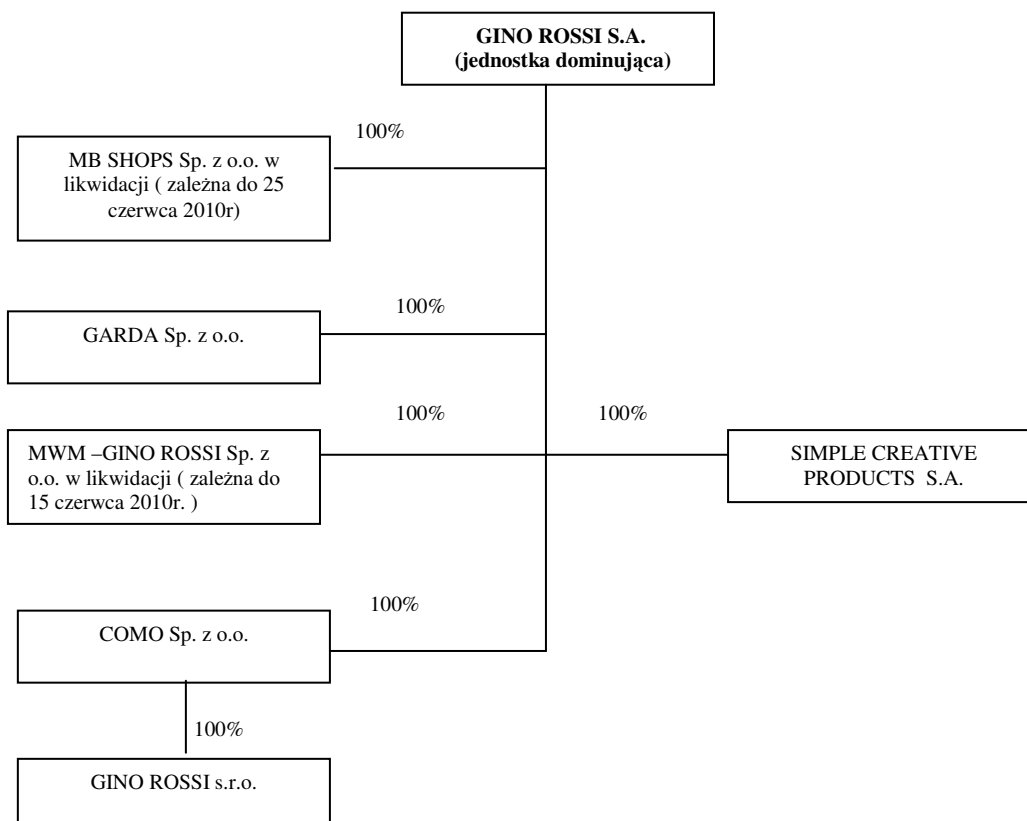 GINO ROSSI S.A.
(jednostka dominująca)
100%
MB SHOPS Sp. z o.o. w
likwidacji ( zależna do 25
czerwca 2010r)
100%
GARDA Sp. z o.o.
100%
100%
MWM –GINO ROSSI Sp. z
o.o. w likwidacji ( zależna do
15 czerwca 2010r. )
SIMPLE CREATIVE
PRODUCTS S.A.
100%
COMO Sp. z o.o.
100%
GINO ROSSI s.r.o.